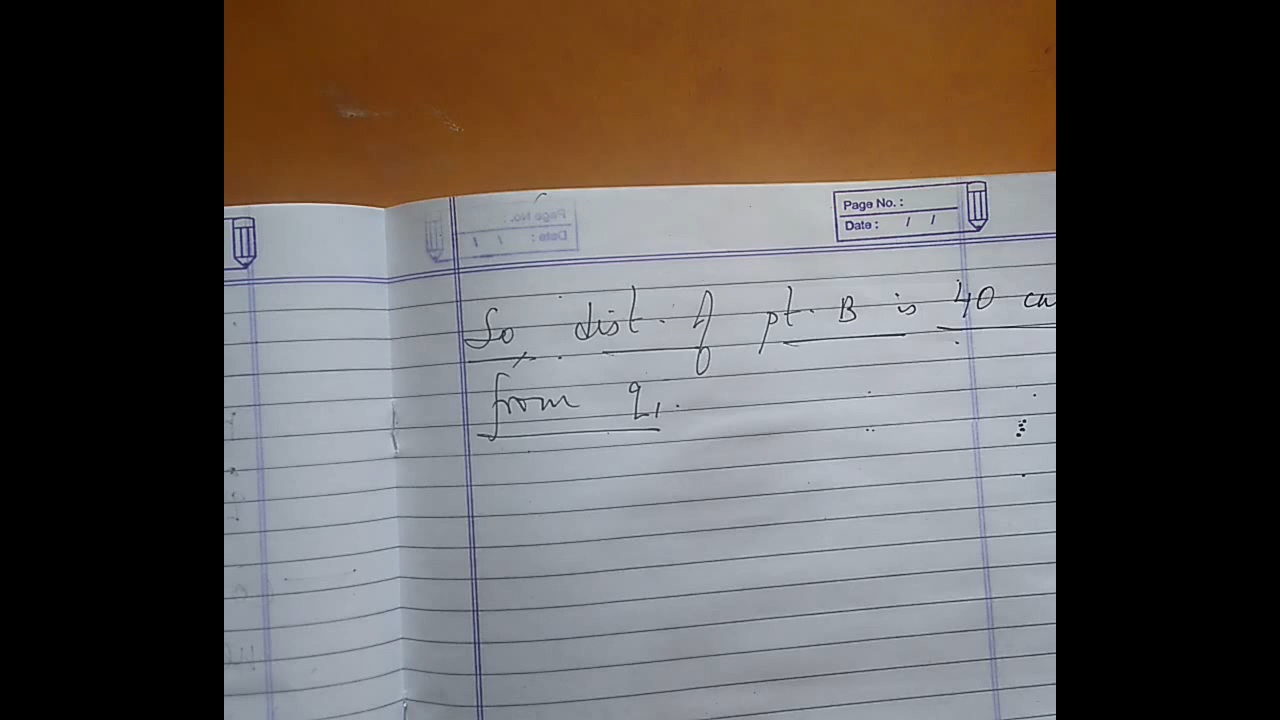 Page No. :
Date : / /
So, dist. of pt. B is 40 cm
from q1.